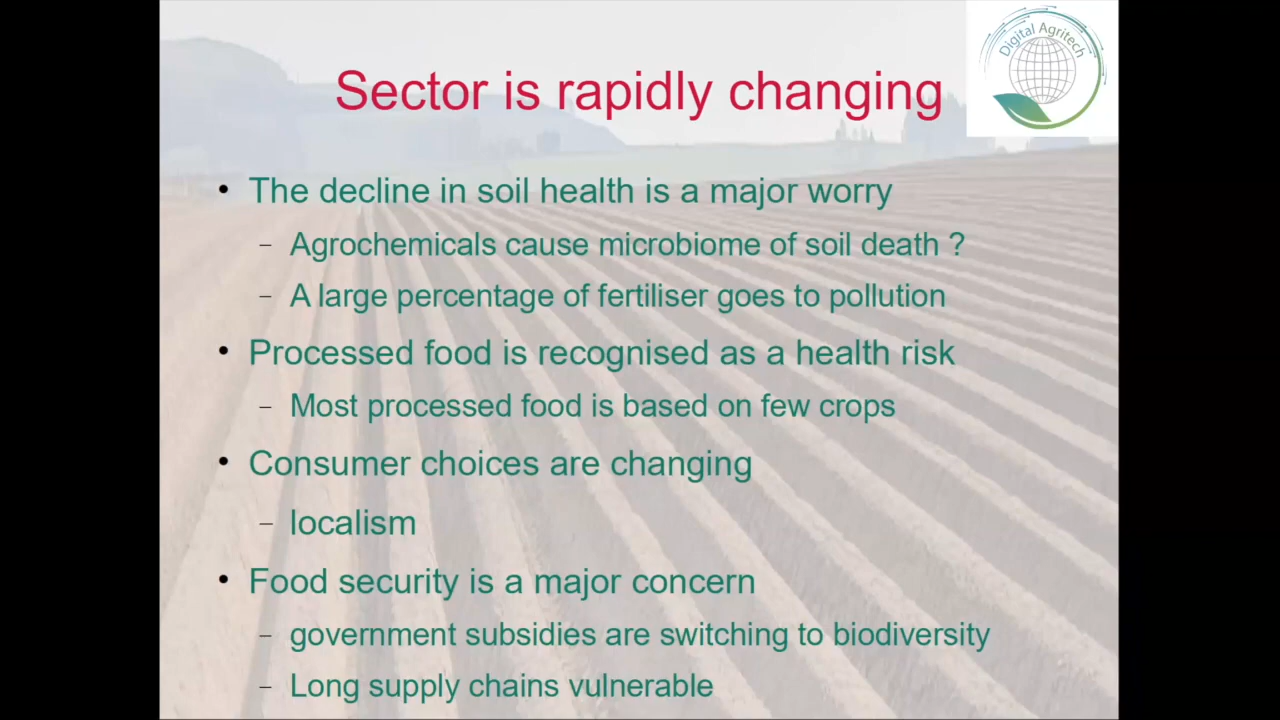 Digital Agritech
Sector is rapidly changing
• The decline in soil health is a major worry
– Agrochemicals cause microbiome of soil death ?
– A large percentage of fertiliser goes to pollution
• Processed food is recognised as a health risk
– Most processed food is based on few crops
• Consumer choices are changing
– localism
• Food security is a major concern
– government subsidies are switching to biodiversity
– Long supply chains vulnerable